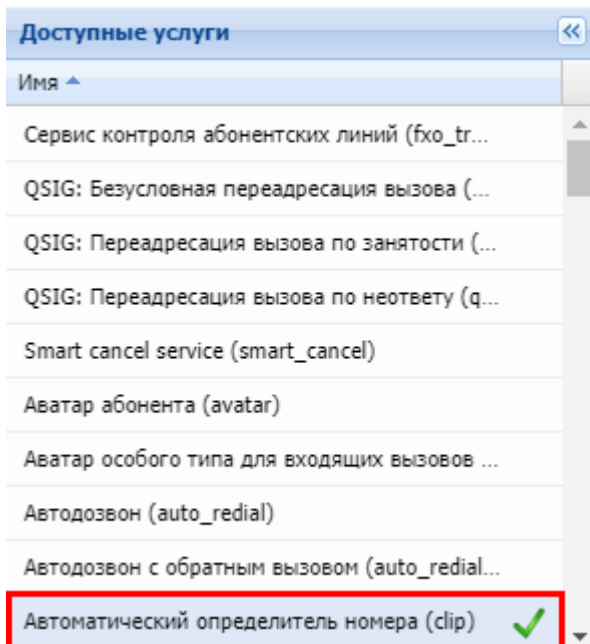 Доступные услуги
Имя
Сервис контроля абонентских линий (fxo_tr...
QSIG: Безусловная переадресация вызова (...
QSIG: Переадресация вызова по занятости (...
QSIG: Переадресация вызова по неответу (q...
Smart cancel service (smart_cancel)
Аватар абонента (avatar)
Аватар особого типа для входящих вызовов ...
Автодозвон (auto_redial)
Автодозвон с обратным вызовом (auto_redial...
Автоматический определитель номера (clip)